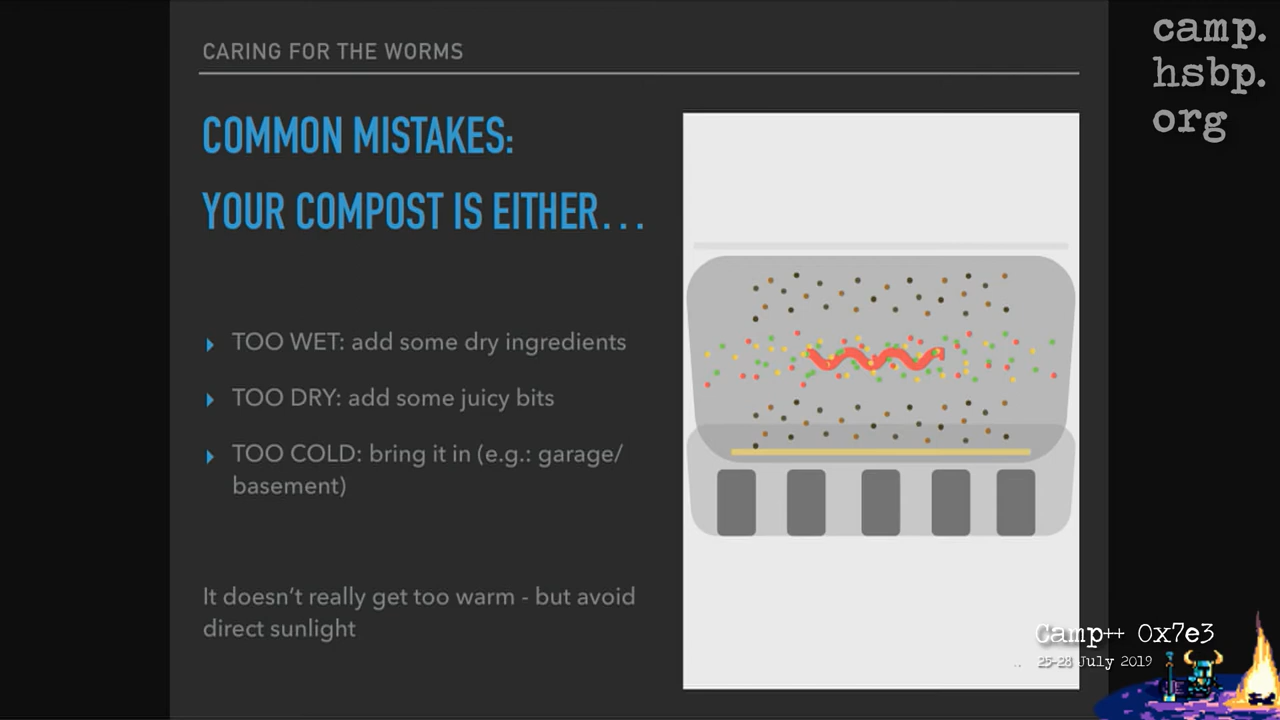 CARING FOR THE WORMS
COMMON MISTAKES:
YOUR COMPOST IS EITHER...
TOO WET: add some dry ingredients
TOO DRY: add some juicy bits
TOO COLD: bring it in (e.g.: garage/
basement)
It doesn't really get too warm - but avoid
direct sunlight
camp.
hsbp.
org
Camp++ 0x7e3
25-28 July 2019